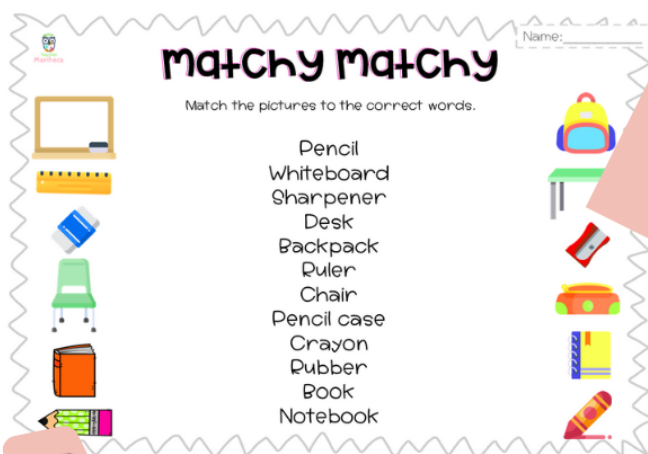 Name:
Matchy Matchy
Match the pictures to the correct words.
Pencil
Whiteboard
Sharpener
Desk
Backpack
Ruler
Chair
Pencil case
Crayon
Rubber
Book
Notebook